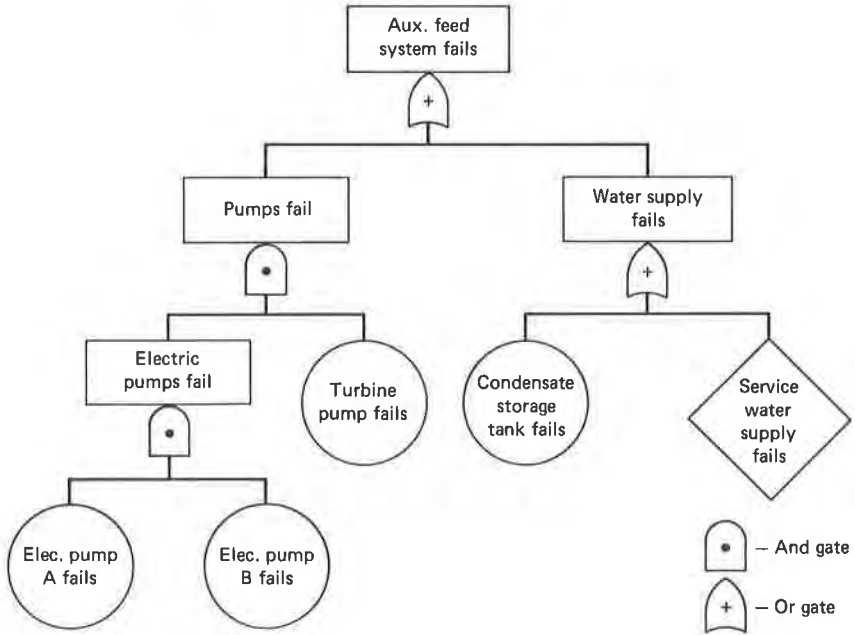 Aux. feed
system fails
+
Pumps fail
Water supply
fails
+
Electric
pumps fail
Turbine
pump fails
Condensate
storage
tank fails
Service
water
supply
fails
Elec. pump
A fails
Elec. pump
B fails
– And gate
+ – Or gate